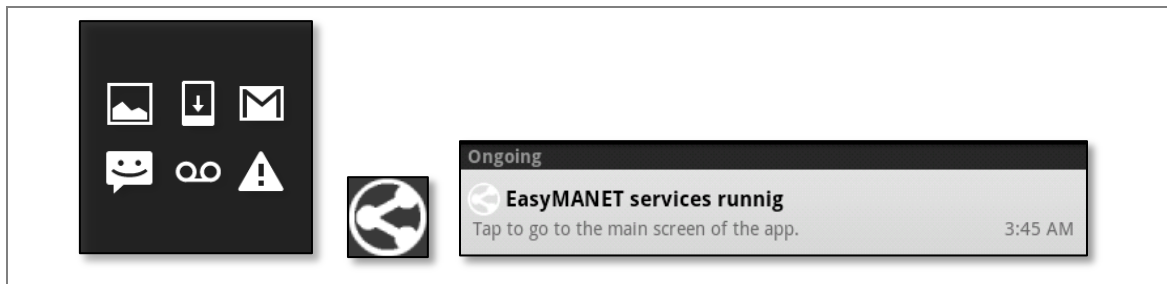 Ongoing
EasyMANET services runnig
Tap to go to the main screen of the app.
3:45 AM